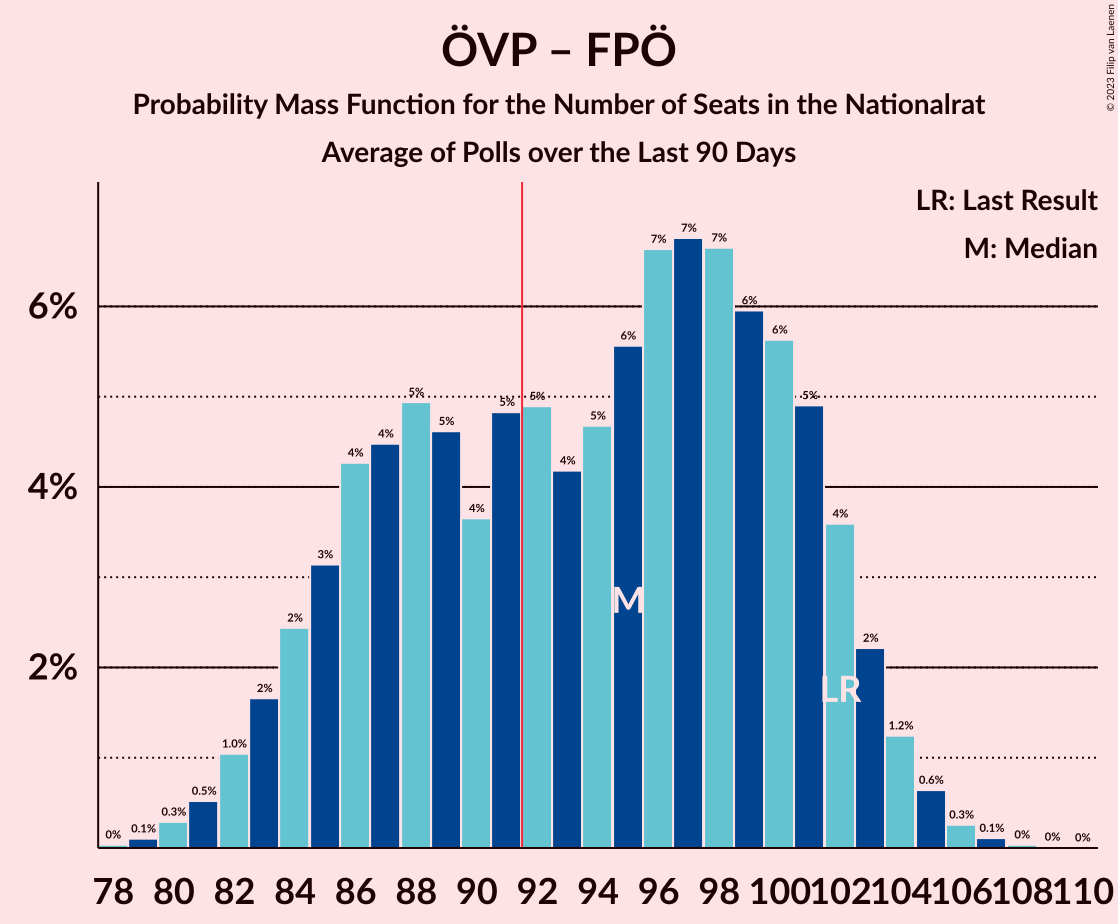 ÖVP – FPÖ
Probability Mass Function for the Number of Seats in the Nationalrat
Average of Polls over the Last 90 Days
© 2023 Filip van Laenen
LR: Last Result
M: Median
6%
4%
2%
0% 0.1% 0.3% 0.5% 1.0% 2% 2% 3% 4% 4% 5% 5% 4% 5% 5% 4% 5% 6% 7% 7% 7% 6% 6% 5% 4% 2% 1.2% 0.6% 0.3% 0.1% 0% 0% 0%
M
LR
78 80 82 84 86 88 90 92 94 96 98 100 102 104 106 108 110